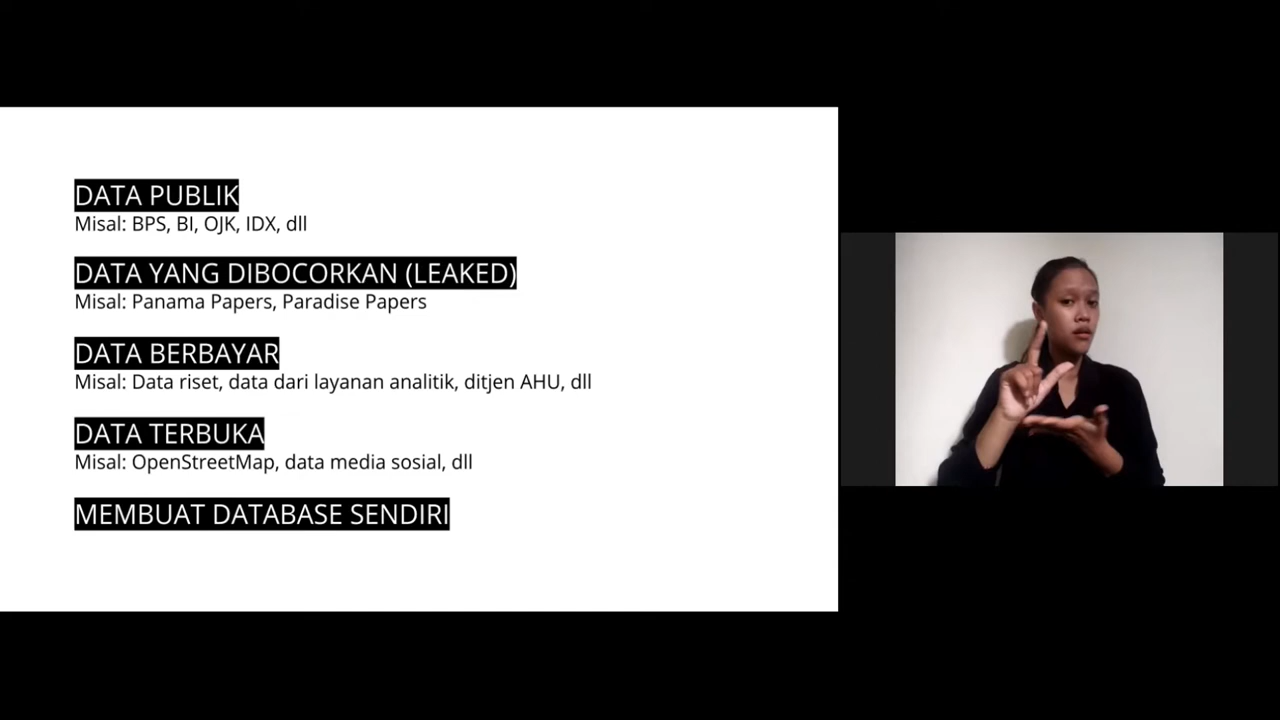 DATA PUBLIK
Misal: BPS, BI, OJK, IDX, dll
DATA YANG DIBOCORKAN (LEAKED)
Misal: Panama Papers, Paradise Papers
DATA BERBAYAR
Misal: Data riset, data dari layanan analitik, ditjen AHU, dll
DATA TERBUKA
Misal: OpenStreetMap, data media sosial, dll
MEMBUAT DATABASE SENDIRI